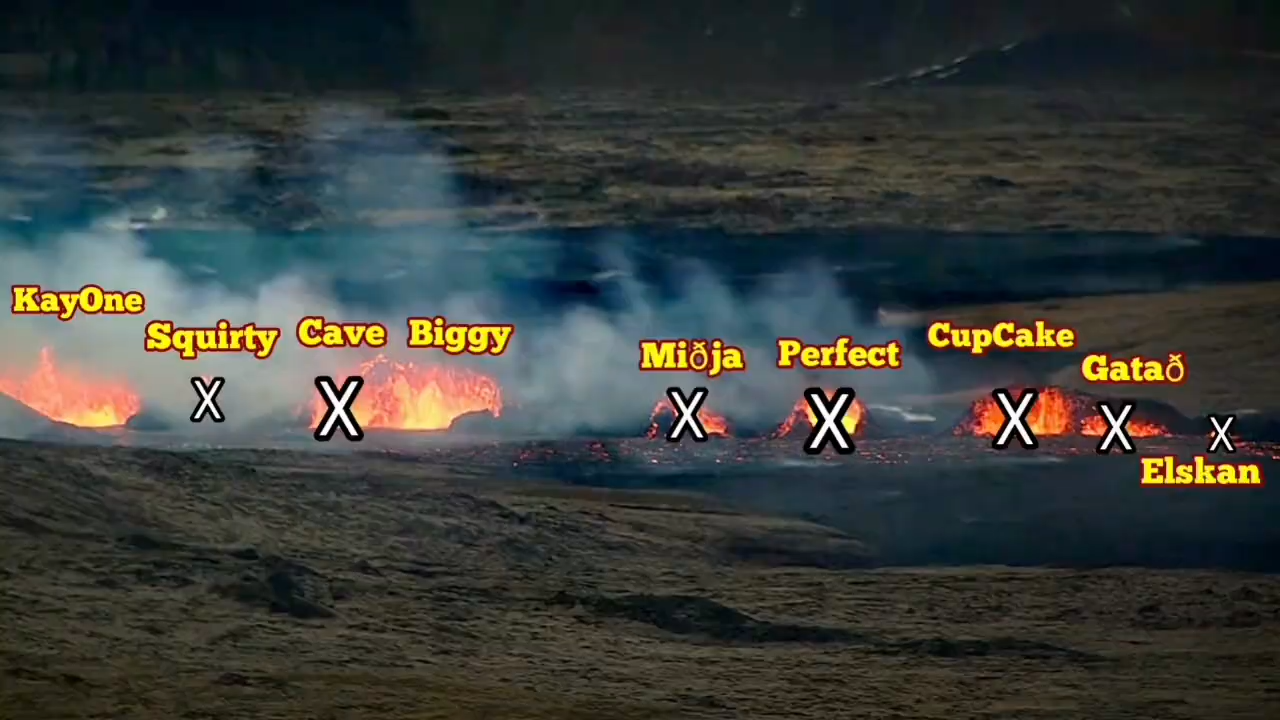 KayOne
Squirty
Cave
Biggy
Miðja
Perfect
CupCake
Gatað
Elskan
X
X
X
X
X
X
X